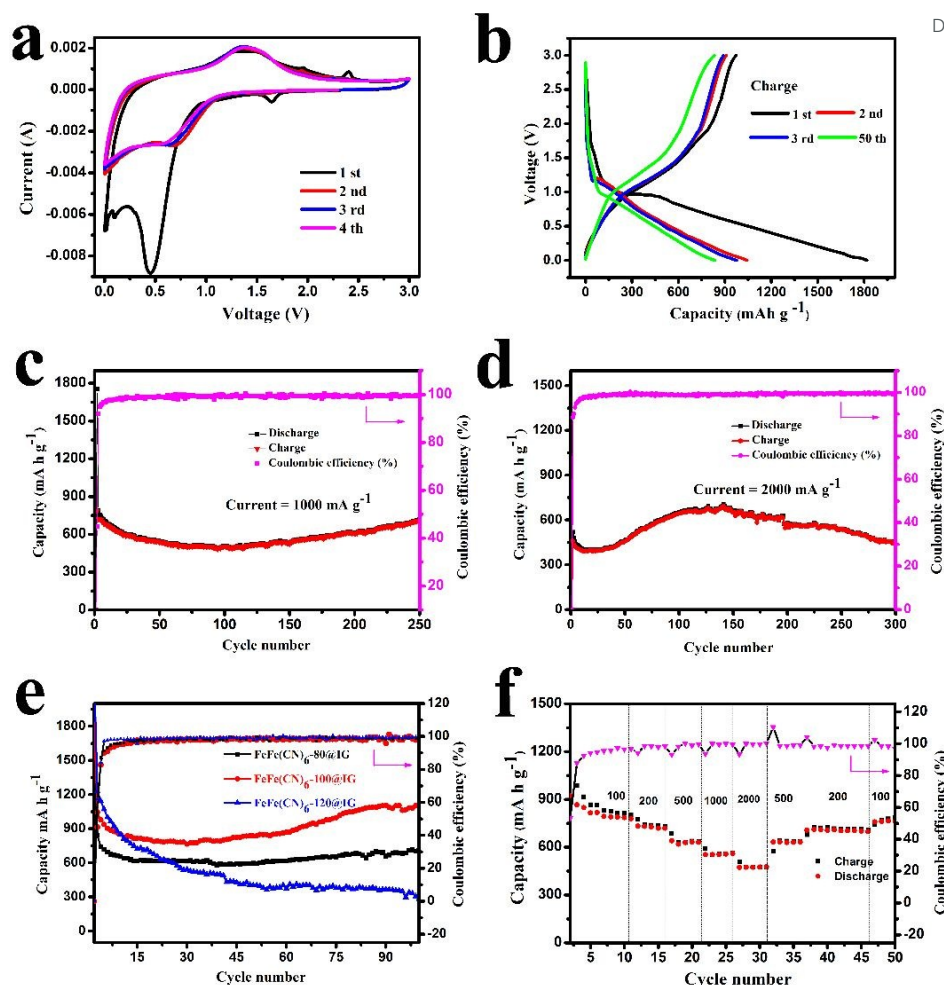 D
a
0.002
0.000
-0.002
-0.004
-0.006
-0.008
Current (A)
1 st
2 nd
3 rd
4 th
0.0 0.5 1.0 1.5 2.0 2.5 3.0
Voltage (V)
b
3.0
2.5
2.0
1.5
1.0
0.5
0.0
Voltage (V)
Charge
1 st 2 nd
3 rd 50 th
0 300 600 900 1200 1500 1800
Capacity (mAh g-1)
c
1800
1500
1200
900
600
300
0
Capacity (mA h g-1)
Discharge
Charge
Coulombic efficiency (%)
Current = 1000 mA g-1
100
80
60
40
20
Coulombic efficiency (%)
0 50 100 150 200 250
Cycle number
d
1500
1200
900
600
300
0
Capacity (mA h g-1)
Discharge
Charge
Coulombic efficiency (%)
Current = 2000 mA g-1
100
80
60
40
20
0
Coulombic efficiency (%)
0 50 100 150 200 250 300
Cycle number
e
1800
1500
1200
900
600
300
0
Capacity mA h g-1)
FeFe(CN)6-80@IG
FeFe(CN)6-100@IG
FeFe(CN)6-120@IG
120
100
80
60
40
20
0
-20
Coulombic efficiency (%)
15 30 45 60 75 90
Cycle number
f
1500
1200
900
600
300
0
Capacity (mA h g-1)
100 200 500 1000 2000 500 200 100
Charge
Discharge
120
100
80
60
40
20
0
-20
Coulombic efficiency (%)
5 10 15 20 25 30 35 40 45 50
Cycle number